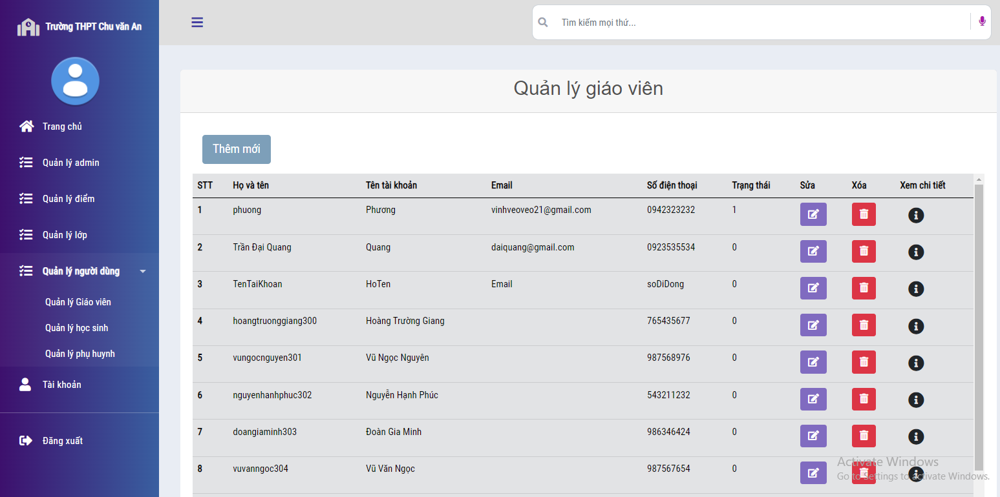 Trường THPT Chu văn An
Tìm kiếm mọi thứ...
Trang chủ
Quản lý admin
Quản lý điểm
Quản lý lớp
Quản lý người dùng
Quản lý Giáo viên
Quản lý học sinh
Quản lý phụ huynh
Tài khoản
Đăng xuất
Quản lý giáo viên
Thêm mới
STT Họ và tên Tên tài khoản Email Số điện thoại Trạng thái Sửa Xóa Xem chi tiết
1 phuong Phương vinhveoveo21@gmail.com 0942323232 1
2 Trần Đại Quang Quang daiquang@gmail.com 0923535534 0
3 TenTaiKhoan HoTen Email soDiDong 0
4 hoangtruonggiang300 Hoàng Trường Giang 765435677 0
5 vungocnguyen301 Vũ Ngọc Nguyên 987568976 0
6 nguyenhanhphuc302 Nguyễn Hạnh Phúc 543211232 0
7 doangiaminh303 Đoàn Gia Minh 986346424 0
8 vuvanngoc304 Vũ Văn Ngọc 987567654 0
Activate Windows
Go to Settings to activate Windows.